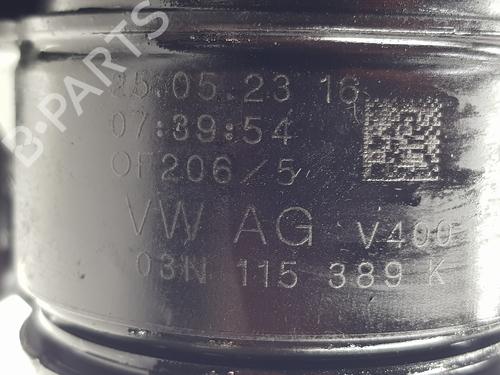 B-PARTS
25.05.23 16
07:39:54
OF206/5
VW AG V400
03N 115 389 K